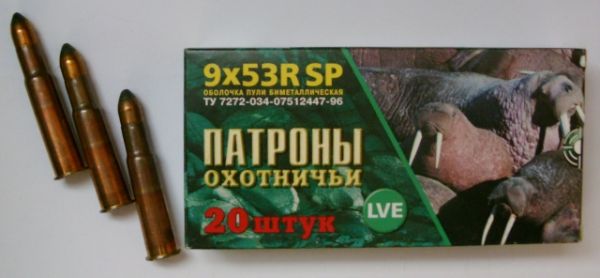 9x53R SP
ОБОЛОЧКА ПУЛИ БИМЕТАЛЛИЧЕСКАЯ
ТУ 7272-034-07512447-96
ПАТРОНЫ
ОХОТНИЧЬИ
20 штук
LVE